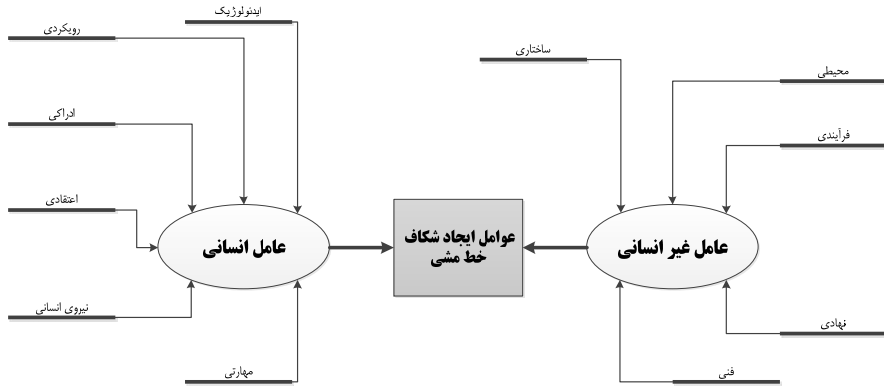 ایدئولوژیک
رویکردی
ساختاری
محیطی
ادراکی
فرآیندی
اعتقادی
عوامل ایجاد شکاف
خط مشی
عامل انسانی
عامل غیر انسانی
نیروی انسانی
نهادی
مهارتی
فنی